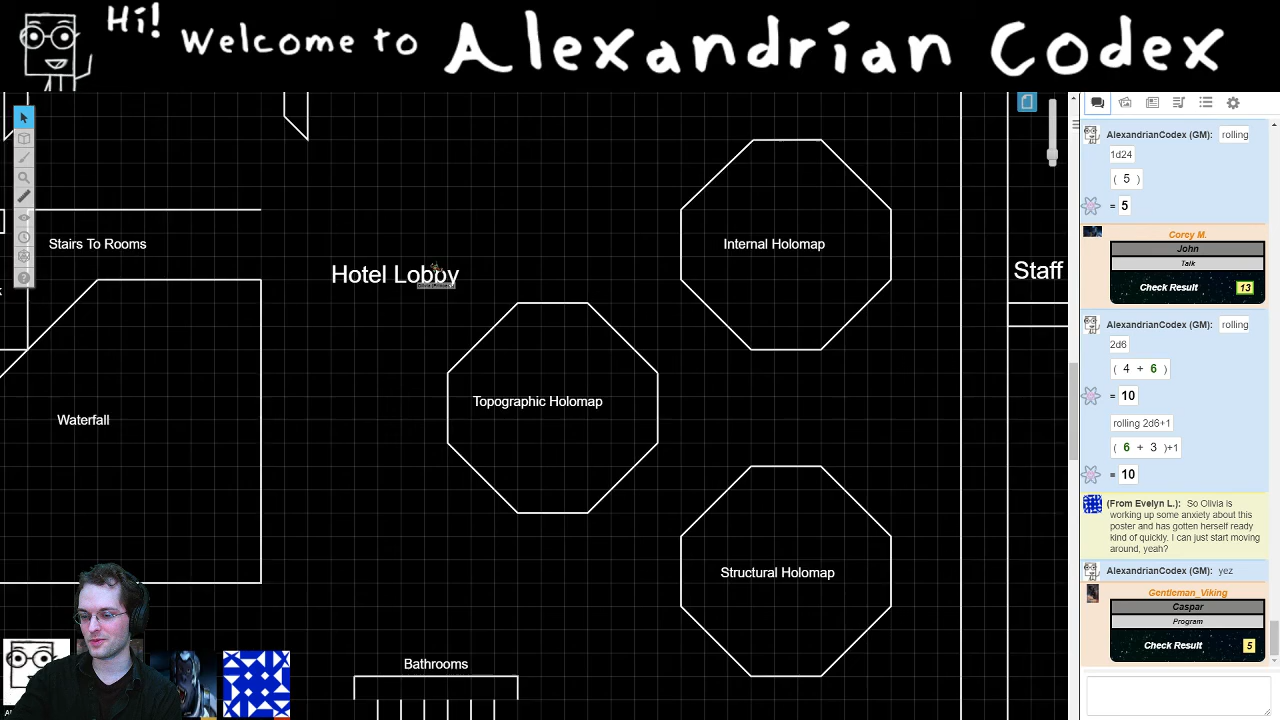 Hi! Welcome to Alexandrian Codex
Stairs To Rooms
Hotel Lobby
Internal Holomap
Staff
Topographic Holomap
Waterfall
Structural Holomap
Bathrooms
AlexandrianCodex (GM): rolling
1d24
( 5 )
= 5
Corey M.
John
Talk
Check Result 13
AlexandrianCodex (GM): rolling
2d6
( 4 + 6 )
= 10
rolling 2d6+1
( 6 + 3 )+1
= 10
(From Evelyn L.): So Olivia is
working up some anxiety about this
poster and has gotten herself ready
kind of quickly. I can just start moving
around, yeah?
AlexandrianCodex (GM): yez
Gentleman_Viking
Caspar
Program
Check Result 5